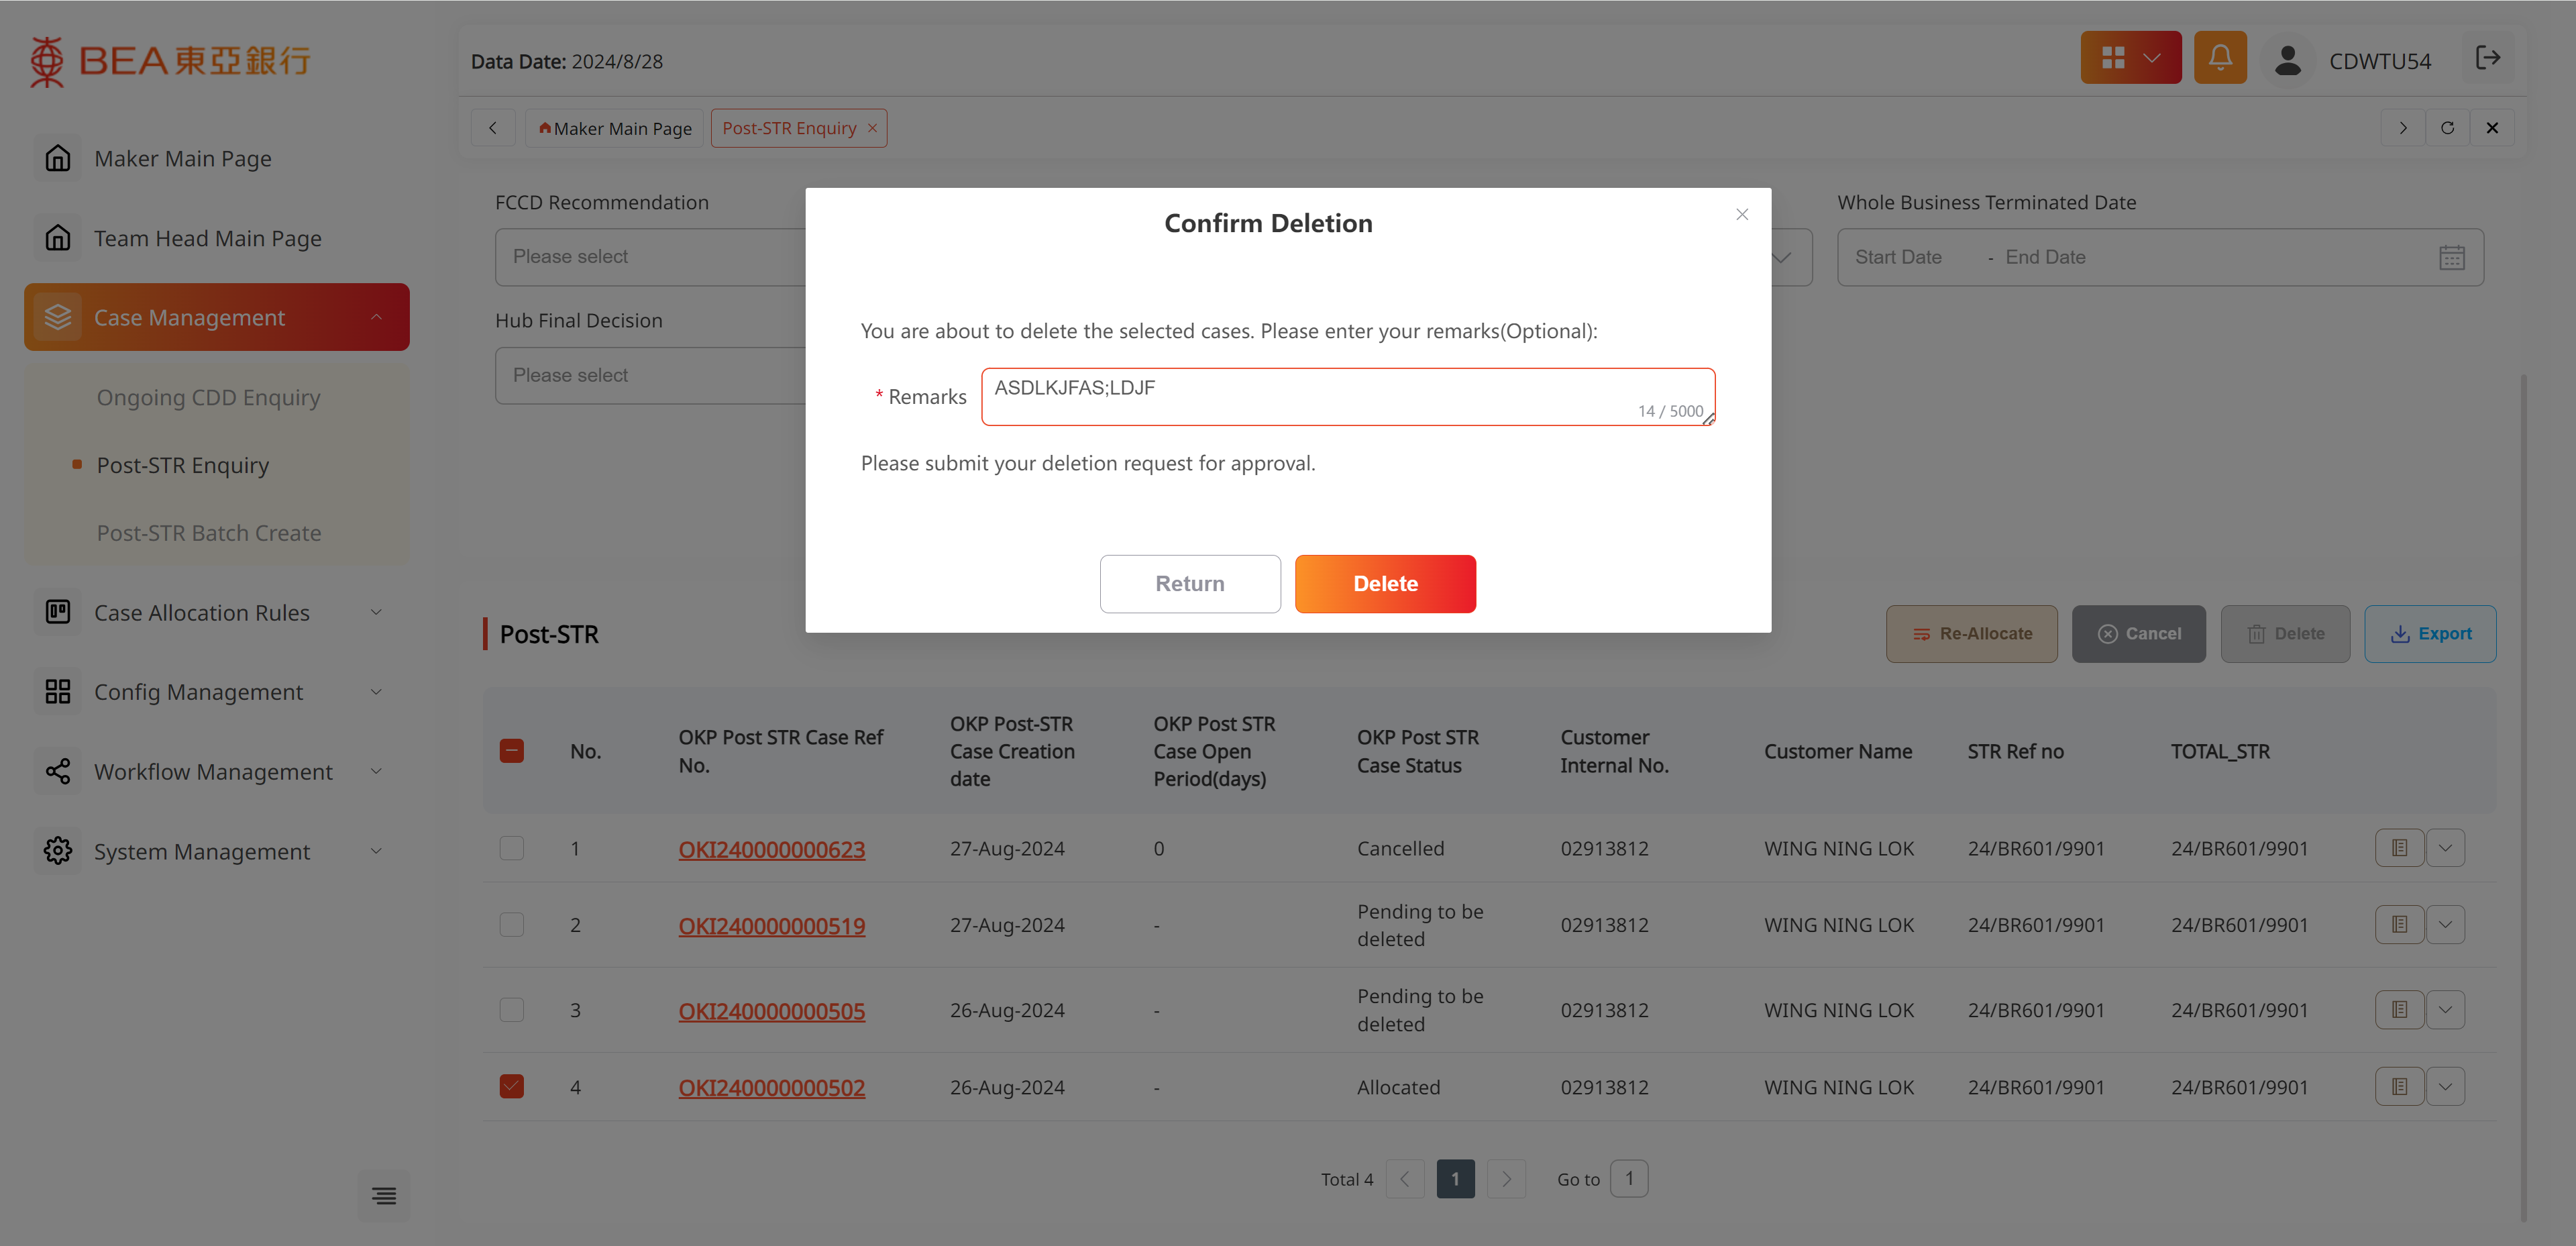 BEA東亞銀行
Data Date: 2024/8/28
CDWTU54
Maker Main Page
Post-STR Enquiry
Maker Main Page
Team Head Main Page
Case Management
Ongoing CDD Enquiry
Post-STR Enquiry
Post-STR Batch Create
Case Allocation Rules
Config Management
Workflow Management
System Management
FCCD Recommendation
Please select
Whole Business Terminated Date
Start Date - End Date
Hub Final Decision
Please select
Confirm Deletion
You are about to delete the selected cases. Please enter your remarks(Optional):
* Remarks
ASDLKJFAS;LDJF
14 / 5000
Please submit your deletion request for approval.
Return
Delete
Post-STR
Re-Allocate
Cancel
Delete
Export
No.
OKP Post STR Case Ref
No.
OKP Post-STR
Case Creation
date
OKP Post STR
Case Open
Period(days)
OKP Post STR
Case Status
Customer
Internal No.
Customer Name
STR Ref no
TOTAL_STR
1 OKI240000000623 27-Aug-2024 0 Cancelled 02913812 WING NING LOK 24/BR601/9901 24/BR601/9901
2 OKI240000000519 27-Aug-2024 - Pending to be
deleted 02913812 WING NING LOK 24/BR601/9901 24/BR601/9901
3 OKI240000000505 26-Aug-2024 - Pending to be
deleted 02913812 WING NING LOK 24/BR601/9901 24/BR601/9901
4 OKI240000000502 26-Aug-2024 - Allocated 02913812 WING NING LOK 24/BR601/9901 24/BR601/9901
Total 4
1
Go to 1